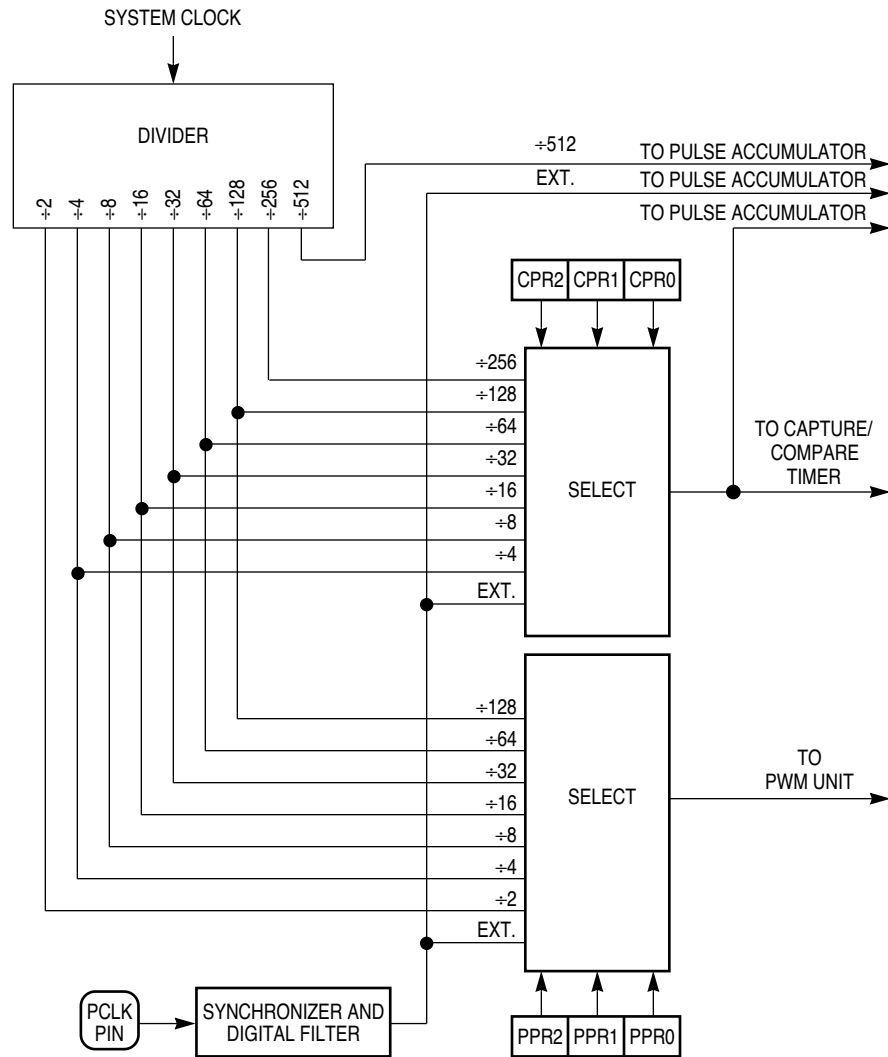 SYSTEM CLOCK
DIVIDER
÷2
÷4
÷8
÷16
÷32
÷64
÷128
÷256
÷512
÷512
TO PULSE ACCUMULATOR
EXT.
TO PULSE ACCUMULATOR
TO PULSE ACCUMULATOR
CPR2
CPR1
CPR0
÷256
÷128
÷64
÷32
÷16
÷8
÷4
EXT.
SELECT
TO CAPTURE/
COMPARE
TIMER
÷128
÷64
÷32
÷16
÷8
÷4
÷2
EXT.
SELECT
TO
PWM UNIT
PCLK
PIN
SYNCHRONIZER AND
DIGITAL FILTER
PPR2
PPR1
PPR0